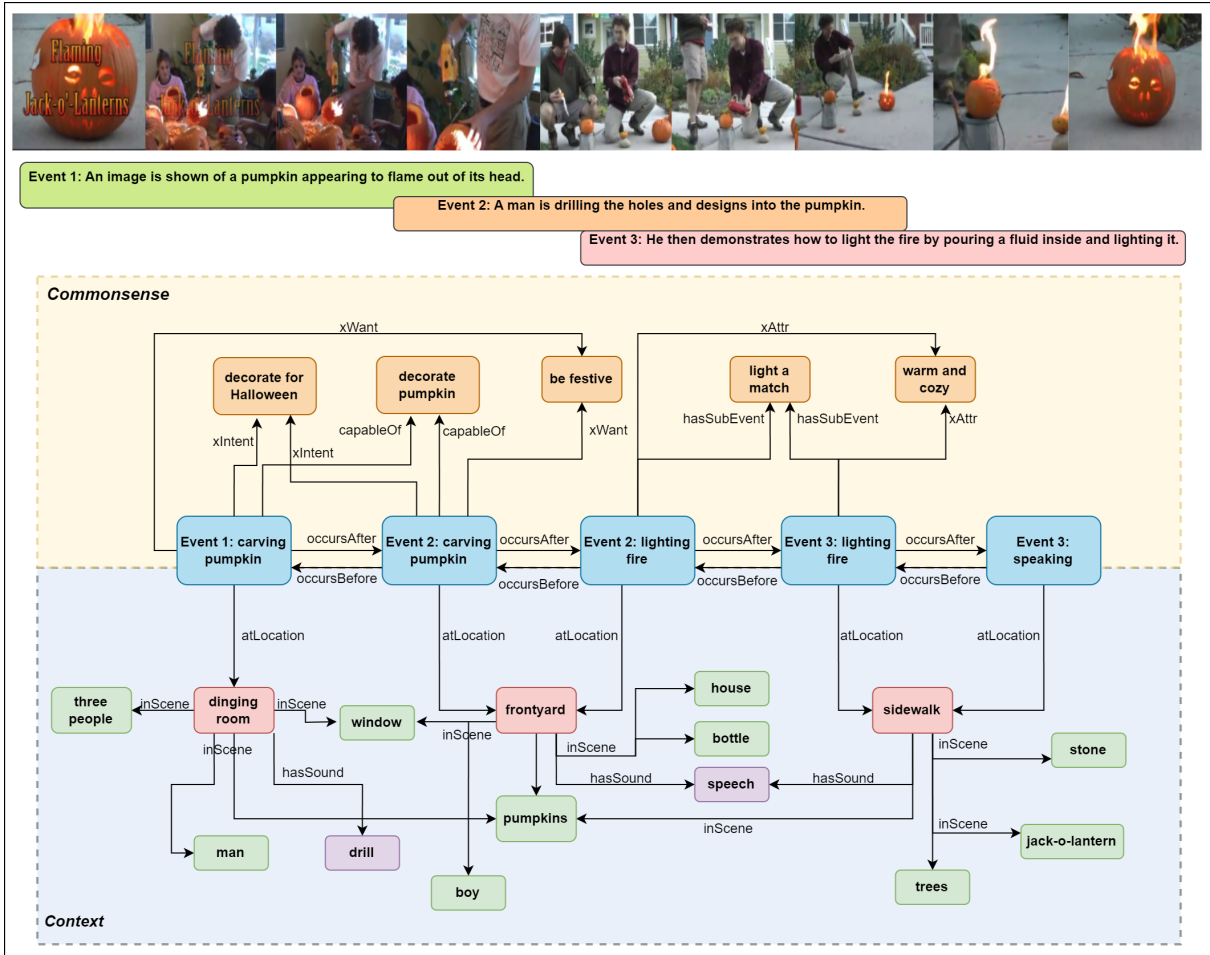 Flaming
Jack-o'-Lanterns
Flaming
Jack-o'-Lanterns
Event 1: An image is shown of a pumpkin appearing to flame out of its head.
Event 2: A man is drilling the holes and designs into the pumpkin.
Event 3: He then demonstrates how to light the fire by pouring a fluid inside and lighting it.
Commonsense
xWant
xAttr
decorate for
Halloween
decorate
pumpkin
be festive
light a
match
warm and
cozy
xIntent
xIntent
capableOf
capableOf
xWant
hasSubEvent
hasSubEvent
xAttr
Event 1: carving
pumpkin
occursAfter
occursBefore
Event 2: carving
pumpkin
occursAfter
occursBefore
Event 2: lighting
fire
occursAfter
occursBefore
Event 3: lighting
fire
occursAfter
occursBefore
Event 3:
speaking
atLocation
atLocation
atLocation
atLocation
atLocation
three
people
inScene
dinging
room
inScene
window
inScene
frontyard
house
inScene
bottle
sidewalk
inScene
stone
inScene
hasSound
hasSound
speech
hasSound
pumpkins
inScene
inScene
jack-o-lantern
man
drill
boy
trees
Context